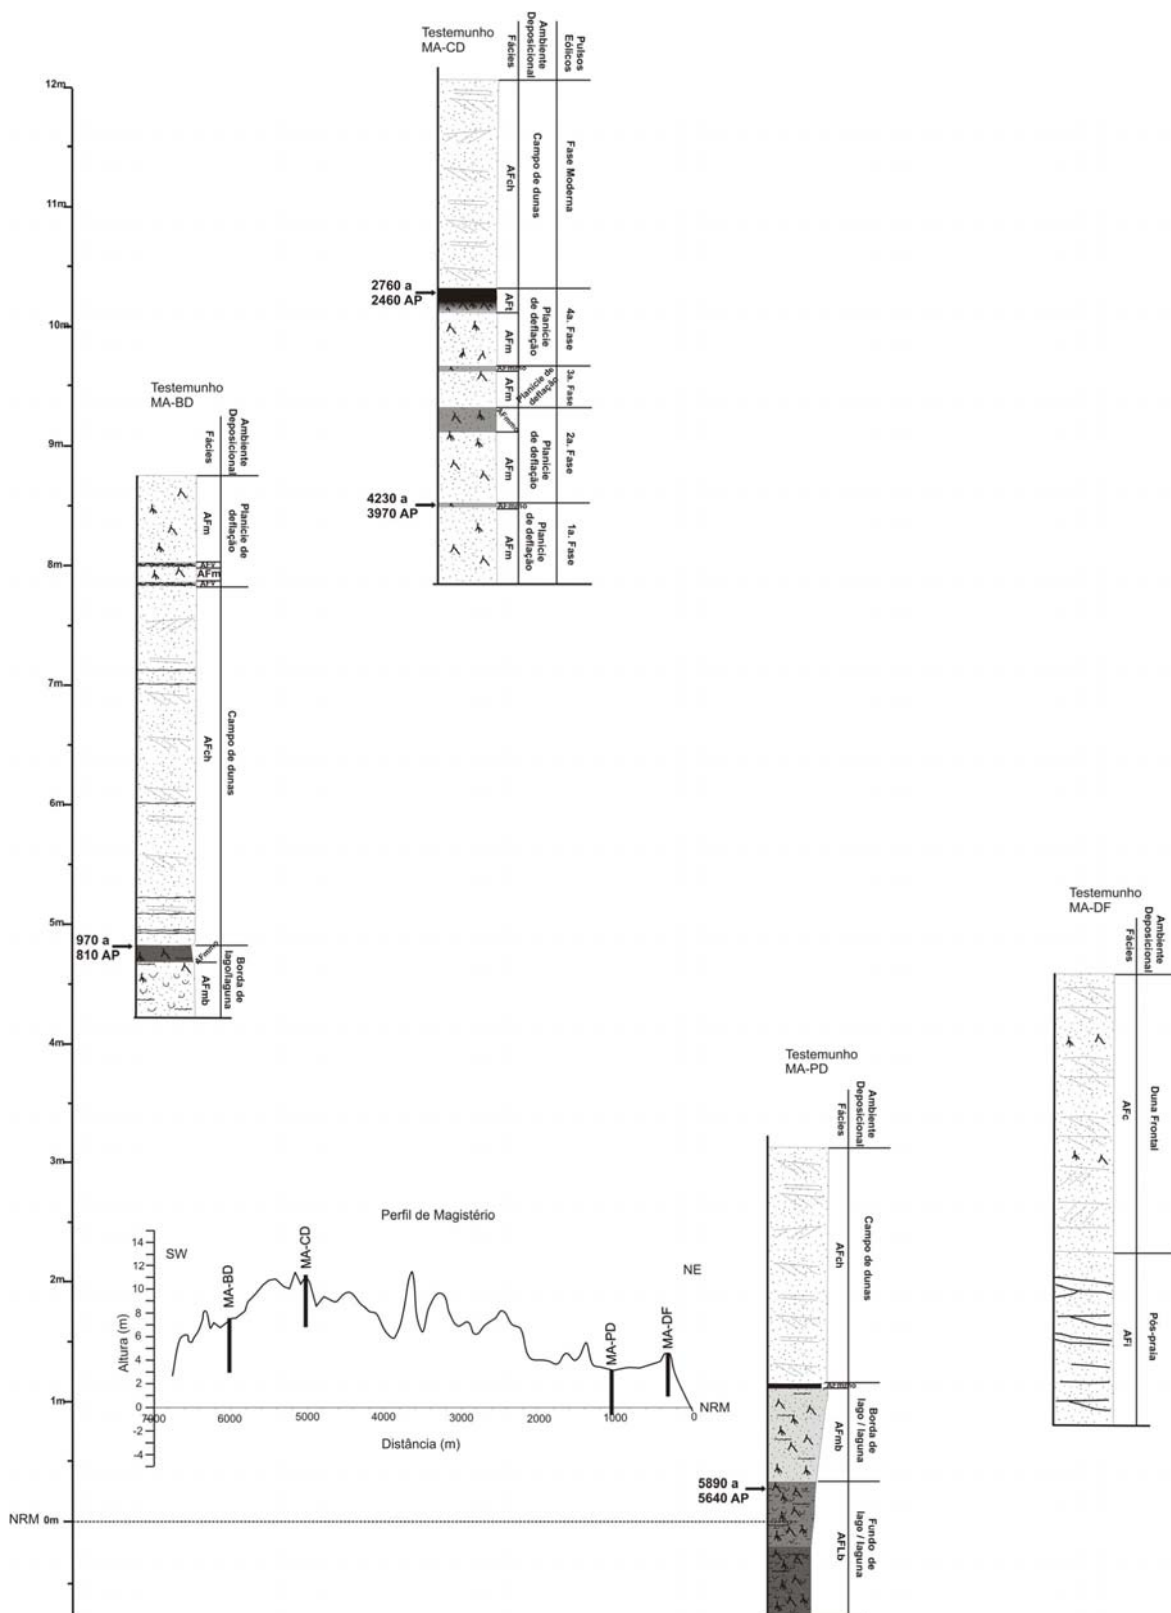 Testemunho
MA-CD
Fácies
Ambiente
Deposicional
Pulsos
Eólicos
12m
11m
10m
9m
8m
7m
6m
5m
4m
3m
2m
1m
NRM 0m
AFch
Campo de dunas
Fase Moderna
2760 a
2460 AP
AFt
AFm
Planície
de deflação
4a. Fase
AFm
Planície de
deflação
3a. Fase
AFmmo
AFm
Planície
de deflação
2a. Fase
4230 a
3970 AP
AFm
Planície
de deflação
1a. Fase
Testemunho
MA-BD
Fácies
Ambiente
Deposicional
AFm
Planície de
deflação
AFm
AFch
Campo de dunas
970 a
810 AP
AFmmo
AFmb
Borda de
lago/laguna
Testemunho
MA-DF
Fácies
Ambiente
Deposicional
AFc
Duna Frontal
AFi
Pós-praia
Testemunho
MA-PD
Fácies
Ambiente
Deposicional
AFch
Campo de dunas
AFmb
Borda de
lago / laguna
5890 a
5640 AP
AFLb
Fundo de
lago / laguna
Perfil de Magistério
SW
NE
MA-BD
MA-CD
MA-PD
MA-DF
Altura (m)
14
12
10
8
6
4
2
0
-2
-4
7000 6000 5000 4000 3000 2000 1000 0
NRM
Distância (m)